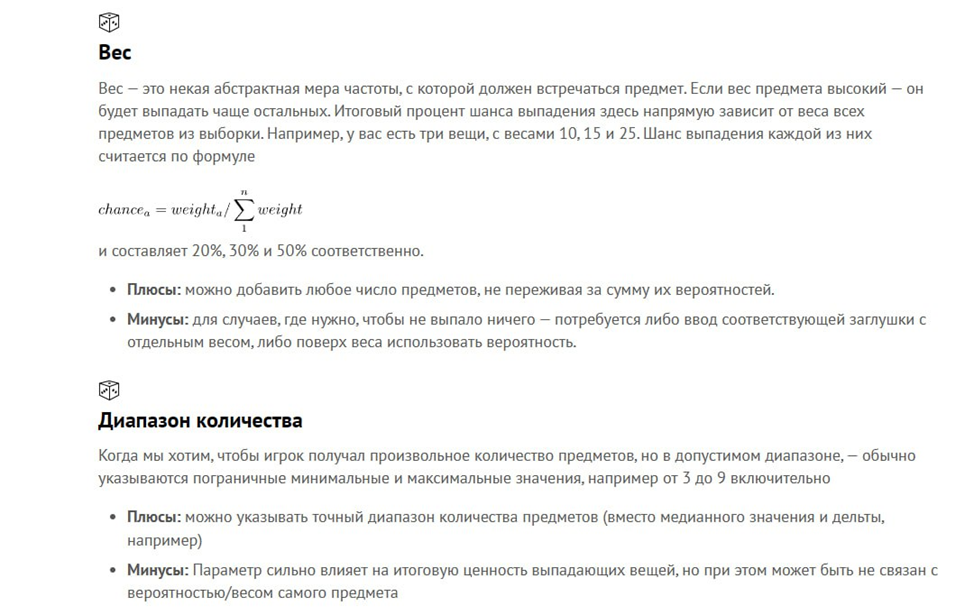 Вес
Вес — это некая абстрактная мера частоты, с которой должен встречаться предмет. Если вес предмета высокий — он
будет выпадать чаще остальных. Итоговый процент шанса выпадения здесь напрямую зависит от веса всех
предметов из выборки. Например, у вас есть три вещи, с весами 10, 15 и 25. Шанс выпадения каждой из них
считается по формуле
n
chanceₐ = weightₐ/∑ weight
1
и составляет 20%, 30% и 50% соответственно.
• Плюсы: можно добавить любое число предметов, не переживая за сумму их вероятностей.
• Минусы: для случаев, где нужно, чтобы не выпало ничего — потребуется либо ввод соответствующей заглушки с
отдельным весом, либо поверх веса использовать вероятность.
Диапазон количества
Когда мы хотим, чтобы игрок получал произвольное количество предметов, но в допустимом диапазоне, — обычно
указываются пограничные минимальные и максимальные значения, например от 3 до 9 включительно
• Плюсы: можно указывать точный диапазон количества предметов (вместо медианного значения и дельты,
например)
• Минусы: Параметр сильно влияет на итоговую ценность выпадающих вещей, но при этом может быть не связан с
вероятностью/весом самого предмета